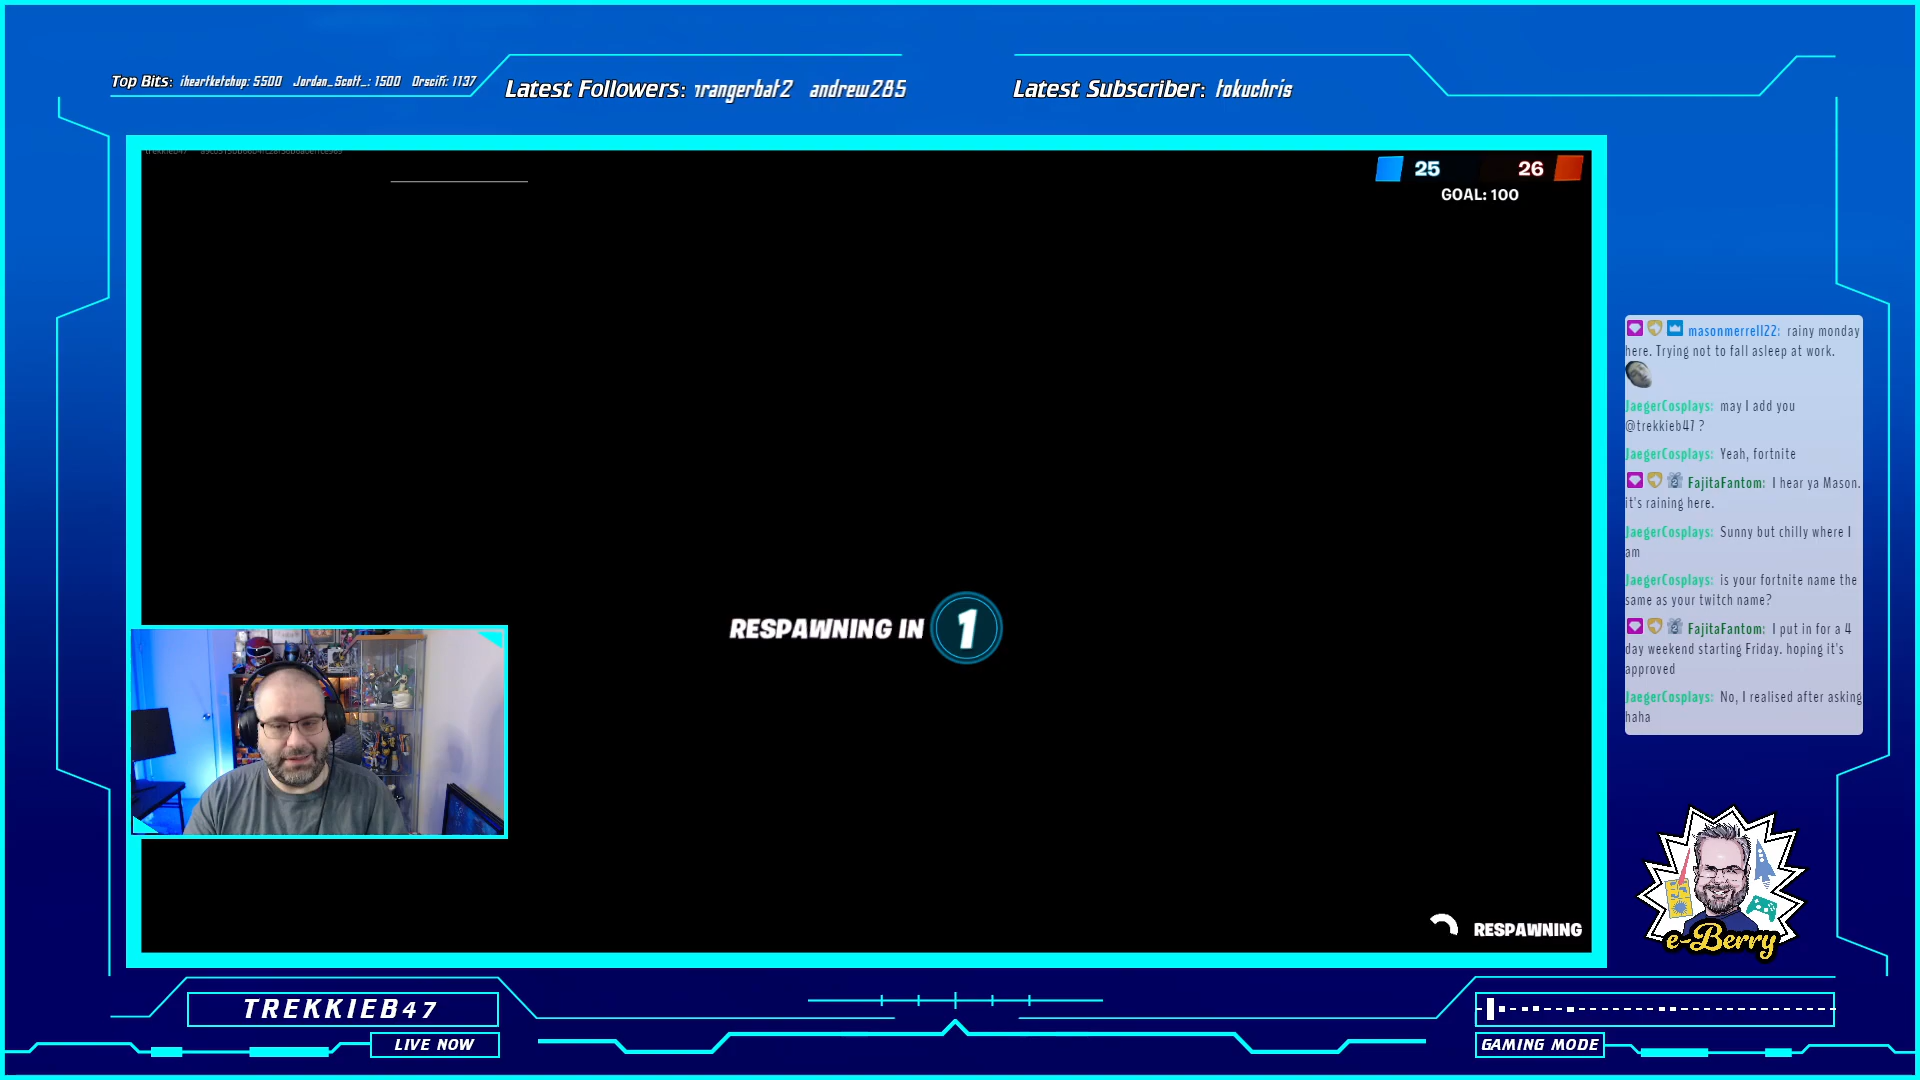 Top Bits: iheartketchup: 5500 Jordan_Scott_: 1500 Orscifi: 1137
Latest Followers: rangerbat2 andrew285
Latest Subscriber: tokuchris
25 26
GOAL: 100
RESPAWNING IN 1
RESPAWNING
masonmerrell22: rainy monday
here. Trying not to fall asleep at work.
JaegerCosplays: may I add you
@trekkieb47 ?
JaegerCosplays: Yeah, fortnite
FajitaFantom: I hear ya Mason.
it's raining here.
JaegerCosplays: Sunny but chilly where I
am
JaegerCosplays: is your fortnite name the
same as your twitch name?
FajitaFantom: I put in for a 4
day weekend starting Friday. hoping it's
approved
JaegerCosplays: No, I realised after asking
haha
e-Berry
TREKKIEB47
LIVE NOW
GAMING MODE